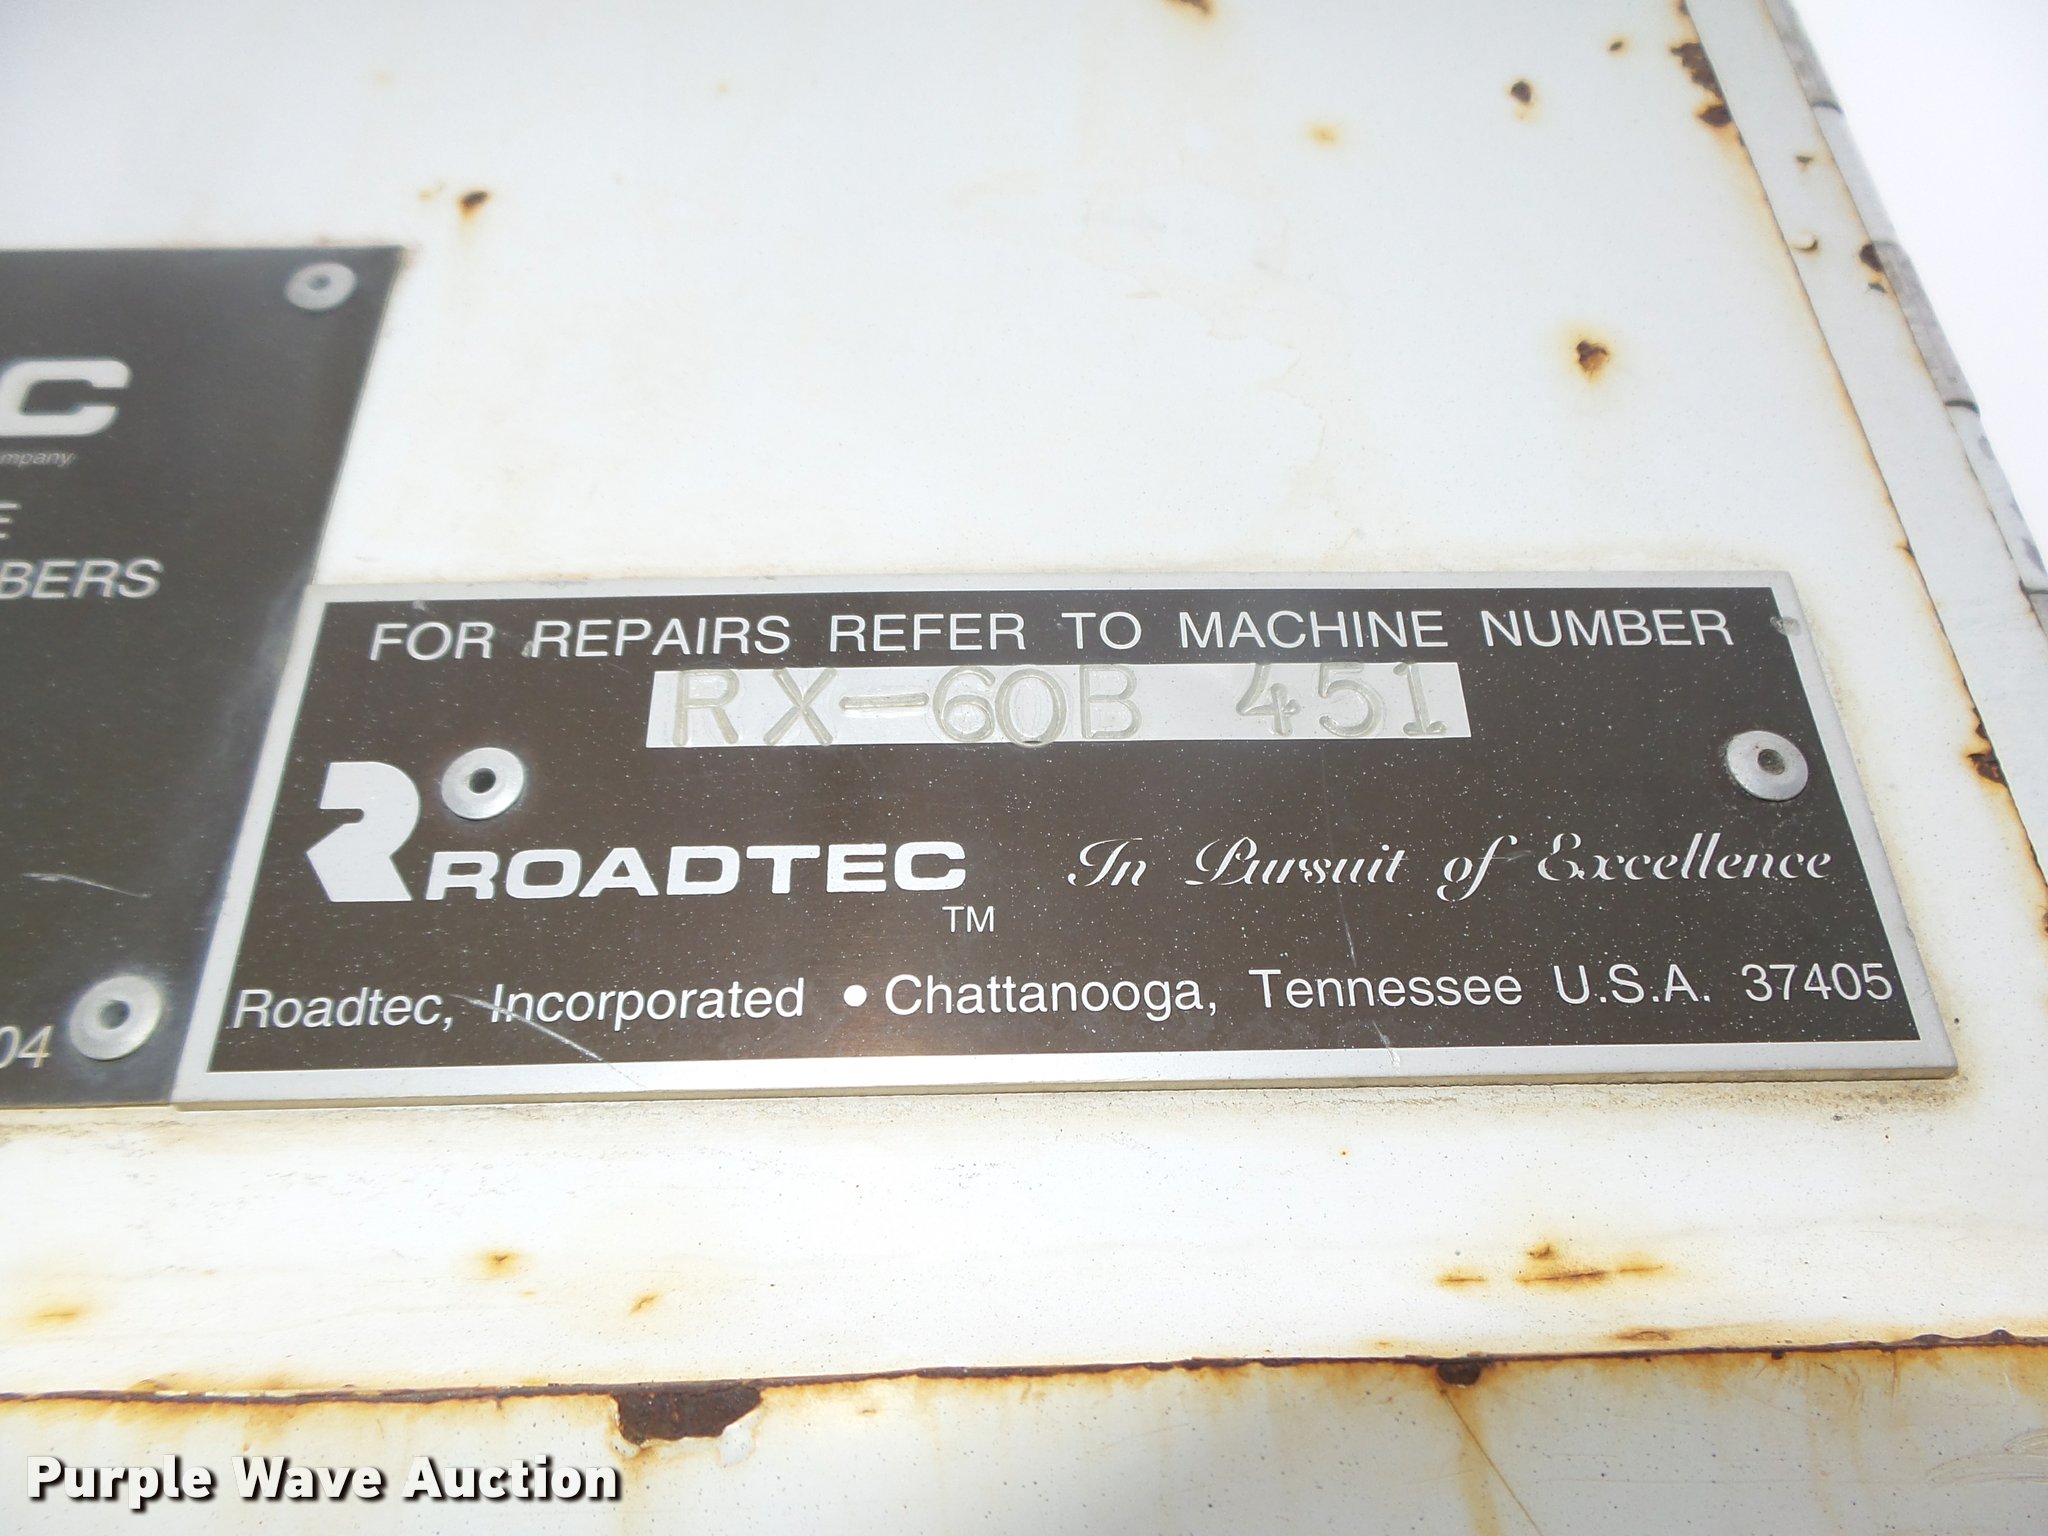 C
mpany
E
BERS
04
FOR REPAIRS REFER TO MACHINE NUMBER
RX-60B 451
ROADTEC In Pursuit of Excellence
TM
Roadtec, Incorporated • Chattanooga, Tennessee U.S.A. 37405
Purple Wave Auction